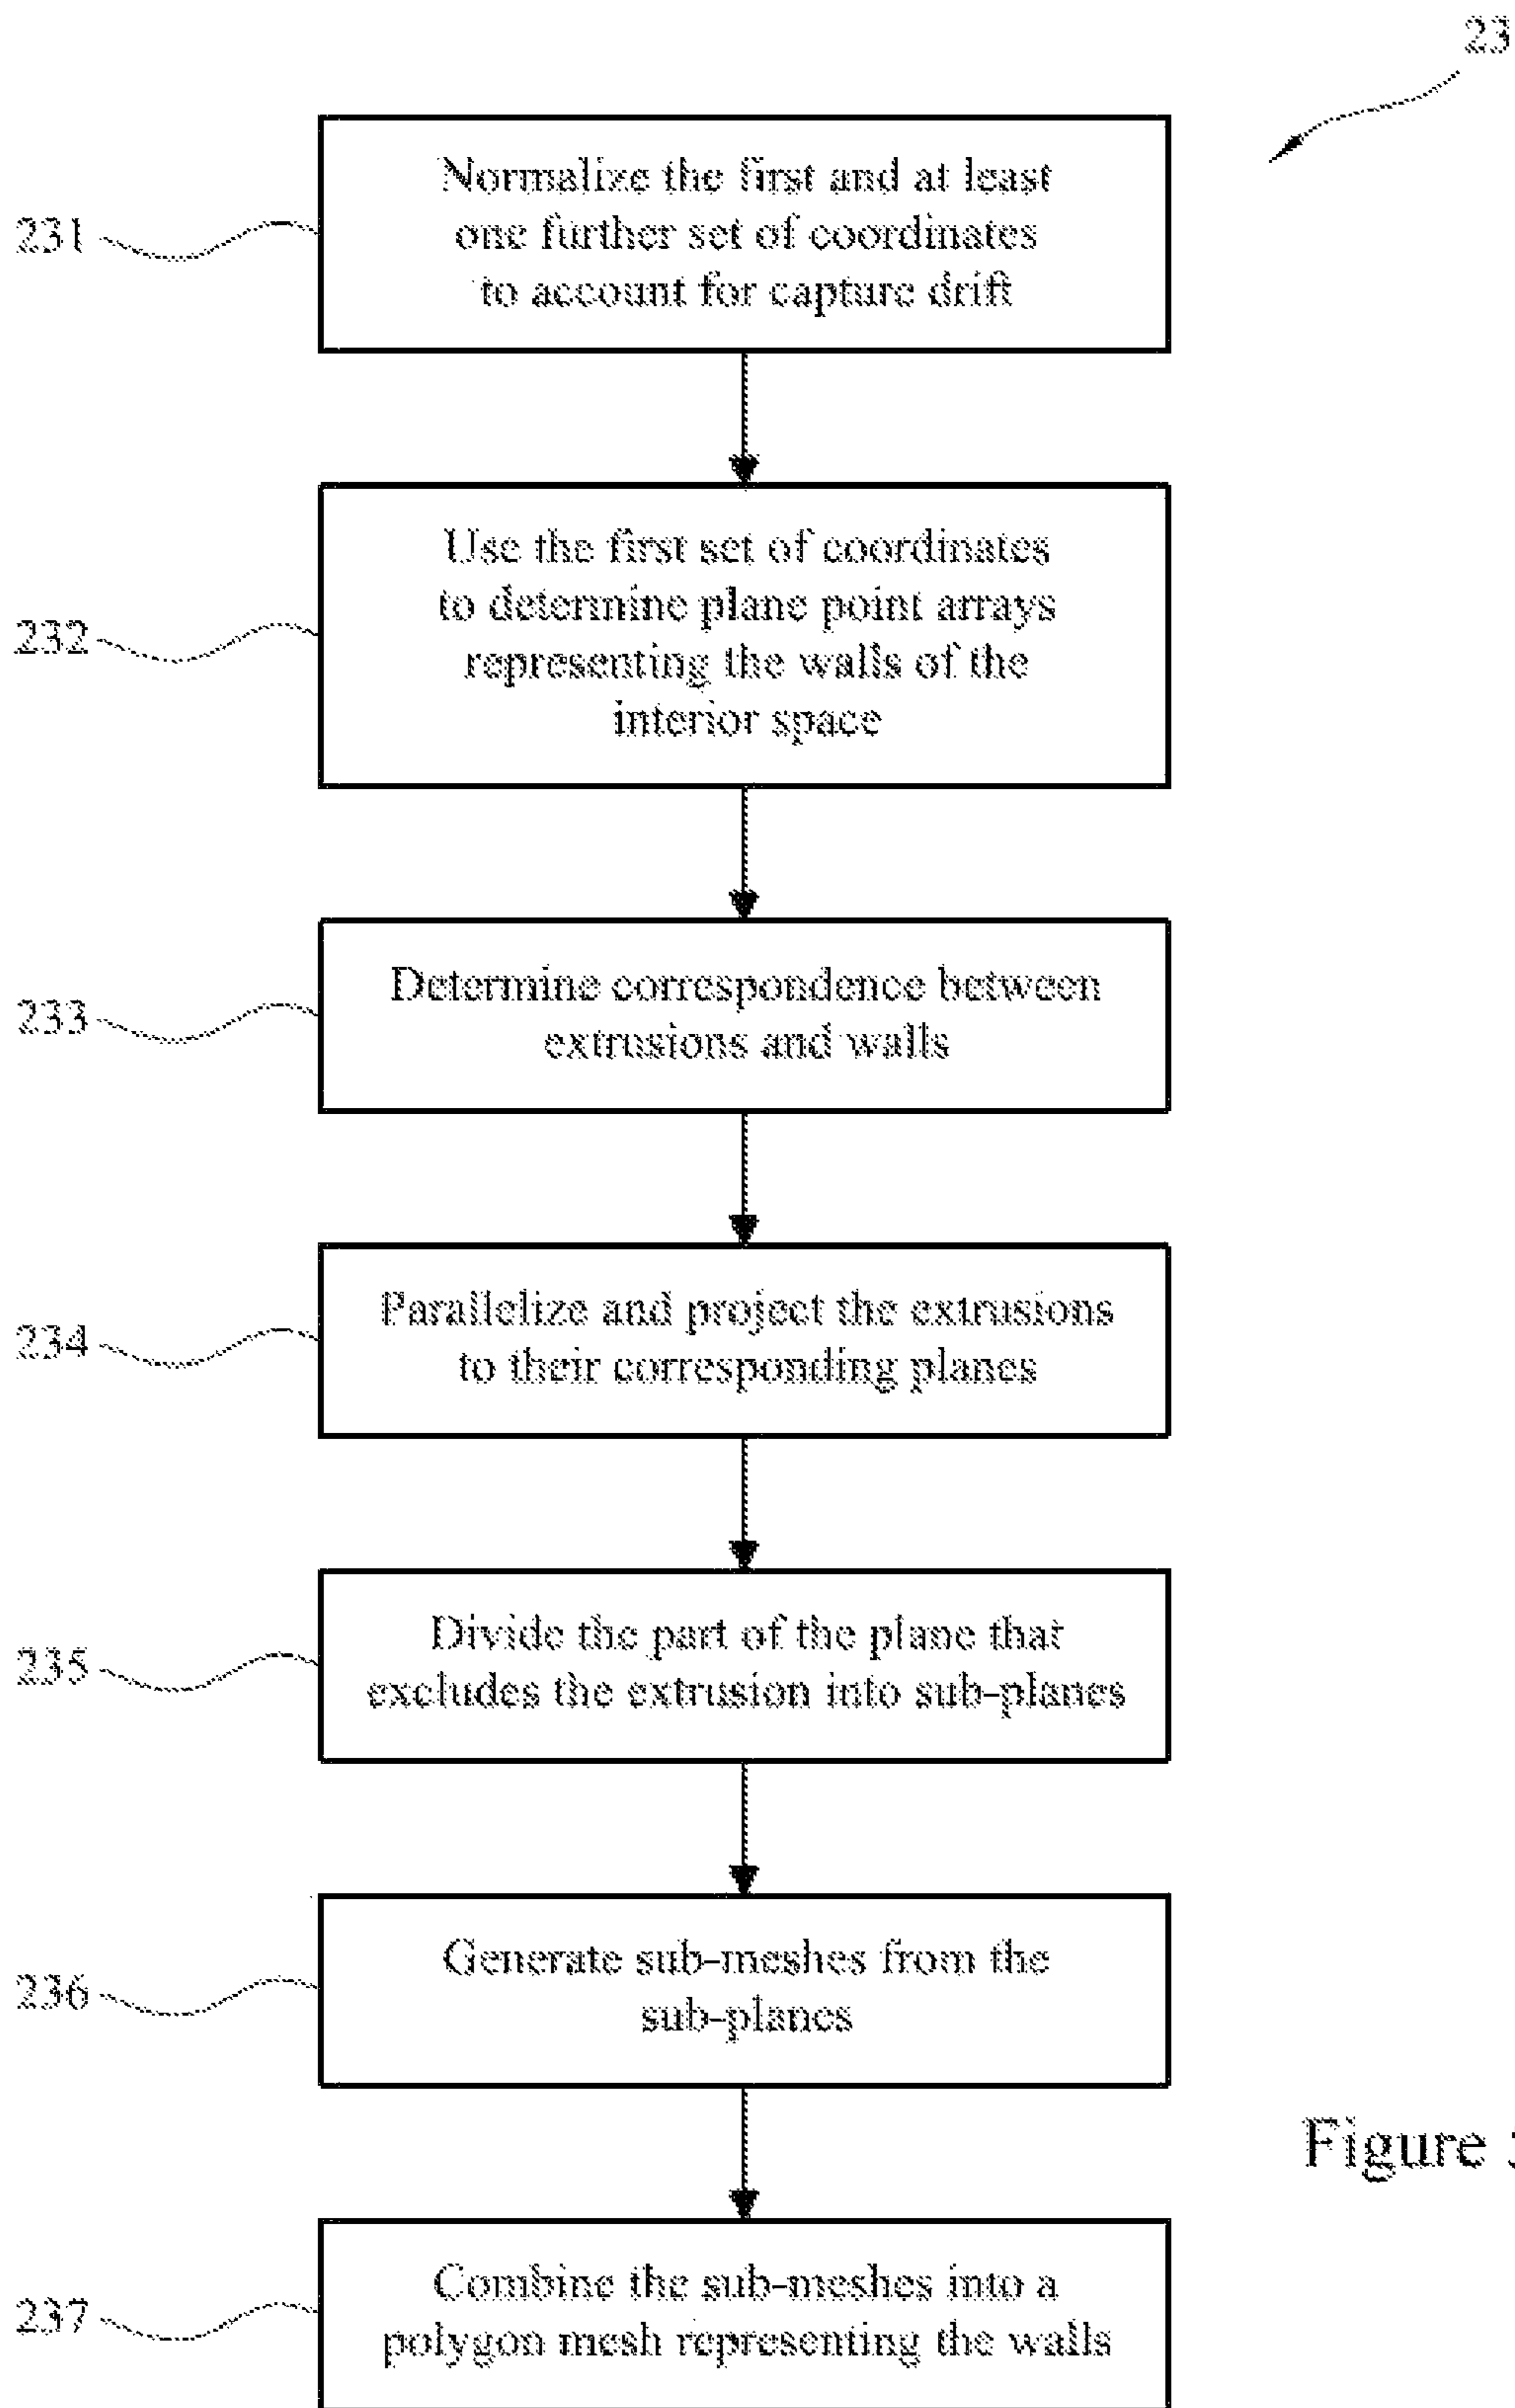 23
231
Normalize the first and at least
one further set of coordinates
to account for capture drift
232
Use the first set of coordinates
to determine plane point arrays
representing the walls of the
interior space
233
Determine correspondence between
extrusions and walls
234
Parallelize and project the extrusions
to their corresponding planes
235
Divide the part of the plane that
excludes the extrusion into sub-planes
236
Generate sub-meshes from the
sub-planes
Figure
237
Combine the sub-meshes into a
polygon mesh representing the walls